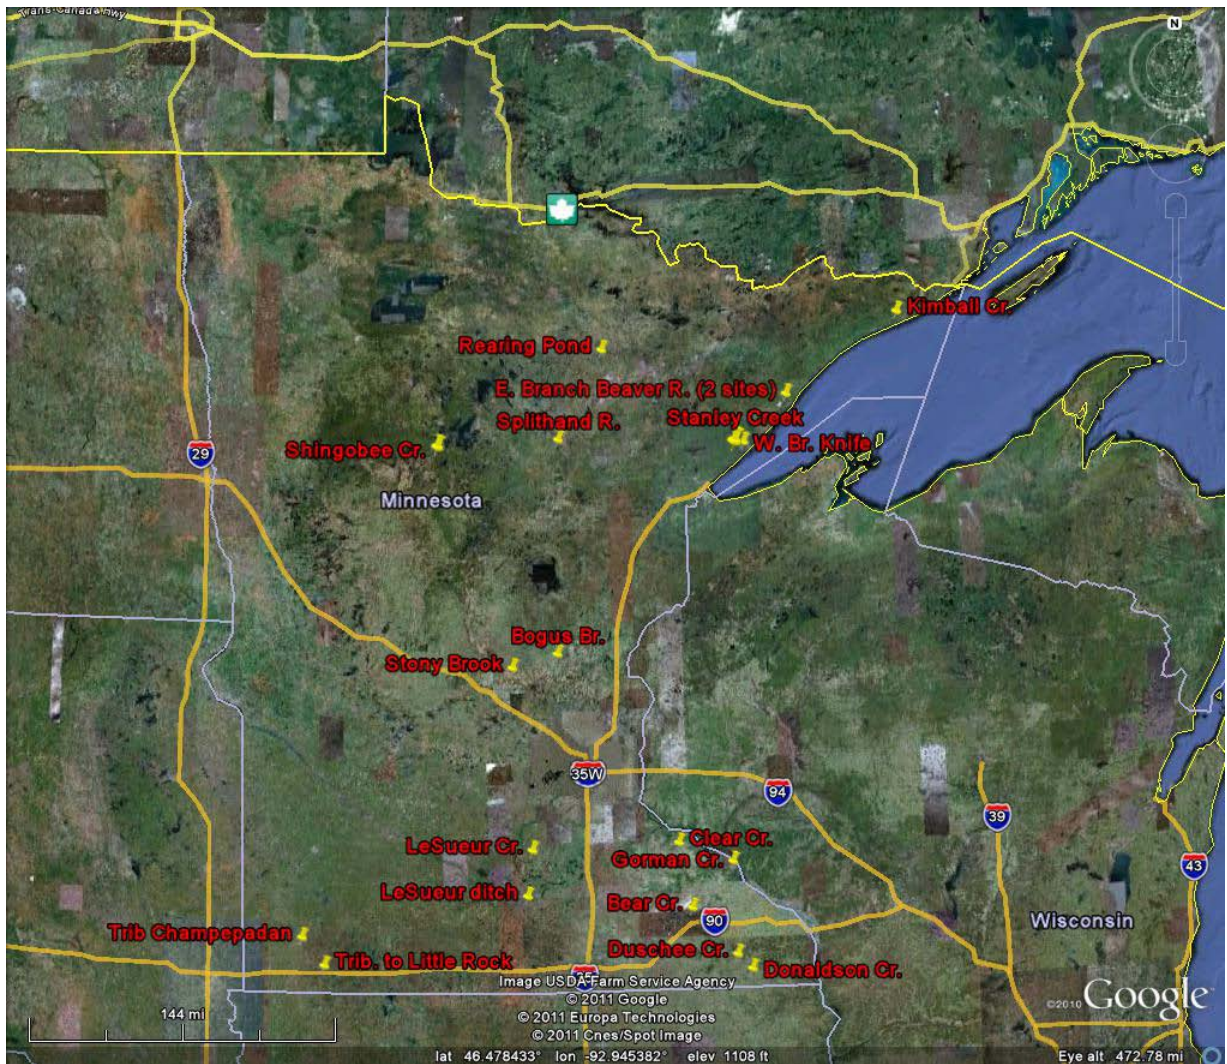 Trans-Canada Hwy
N
Kimball Cr.
Rearing Pond
E. Branch Beaver R. (2 sites)
Stanley Creek
Splithand R.
W. Br. Knife
Shingobee Cr.
29
Minnesota
Bogus Br.
Stony Brook
35W
94
39
Clear Cr.
LeSueur Cr.
Gorman Cr.
43
LeSueur ditch
Bear Cr.
90
Wisconsin
Trib Champepadan
Duschee Cr.
Trib. to Little Rock
Donaldson Cr.
35
Image USDA Farm Service Agency
© 2011 Google
© 2011 Europa Technologies
© 2011 Cnes/Spot Image
©2010 Google
144 mi
lat 46.478433° lon -92.945382° elev 1108 ft
Eye alt 472.78 mi